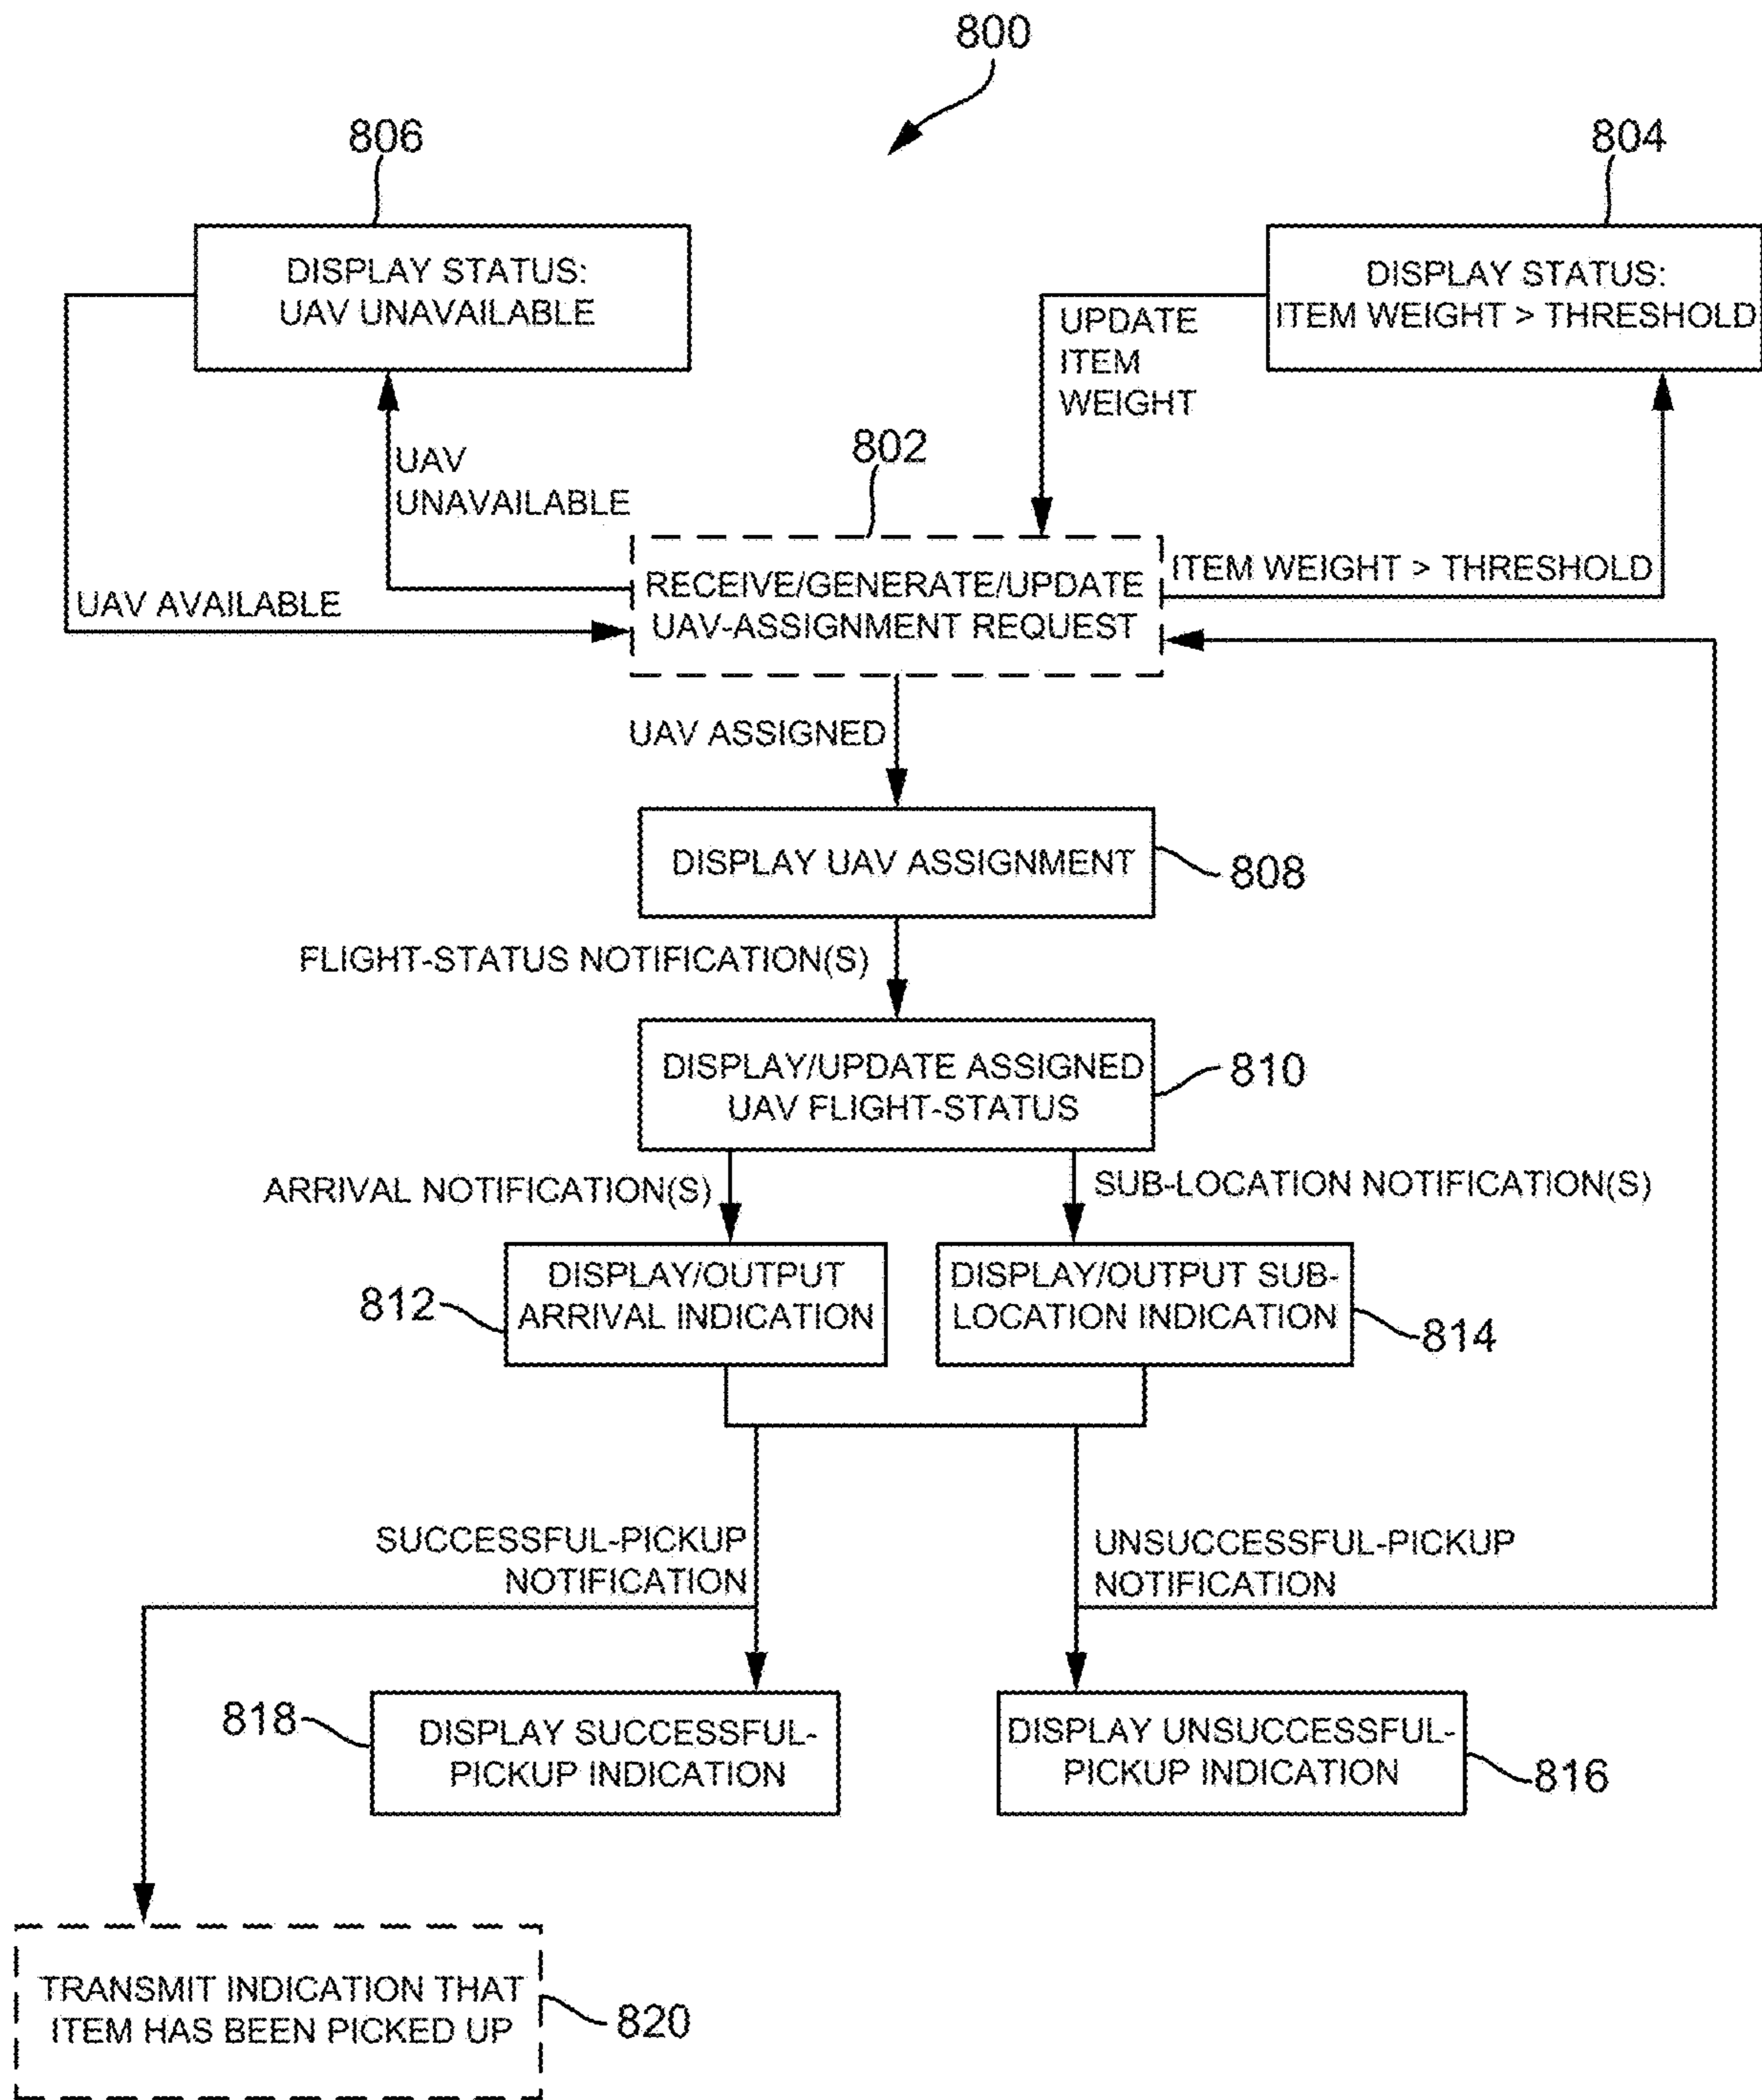 800
806
804
DISPLAY STATUS:
UAV UNAVAILABLE
DISPLAY STATUS:
ITEM WEIGHT > THRESHOLD
UPDATE
ITEM
WEIGHT
UAV
UNAVAILABLE
802
UAV AVAILABLE
RECEIVE/GENERATE/UPDATE
UAV-ASSIGNMENT REQUEST
ITEM WEIGHT > THRESHOLD
UAV ASSIGNED
DISPLAY UAV ASSIGNMENT
808
FLIGHT-STATUS NOTIFICATION(S)
DISPLAY/UPDATE ASSIGNED
UAV FLIGHT-STATUS
810
ARRIVAL NOTIFICATION(S)
SUB-LOCATION NOTIFICATION(S)
812
DISPLAY/OUTPUT
ARRIVAL INDICATION
DISPLAY/OUTPUT SUB-
LOCATION INDICATION
814
SUCCESSFUL-PICKUP
NOTIFICATION
UNSUCCESSFUL-PICKUP
NOTIFICATION
818
DISPLAY SUCCESSFUL-
PICKUP INDICATION
DISPLAY UNSUCCESSFUL-
PICKUP INDICATION
816
TRANSMIT INDICATION THAT
ITEM HAS BEEN PICKED UP
820